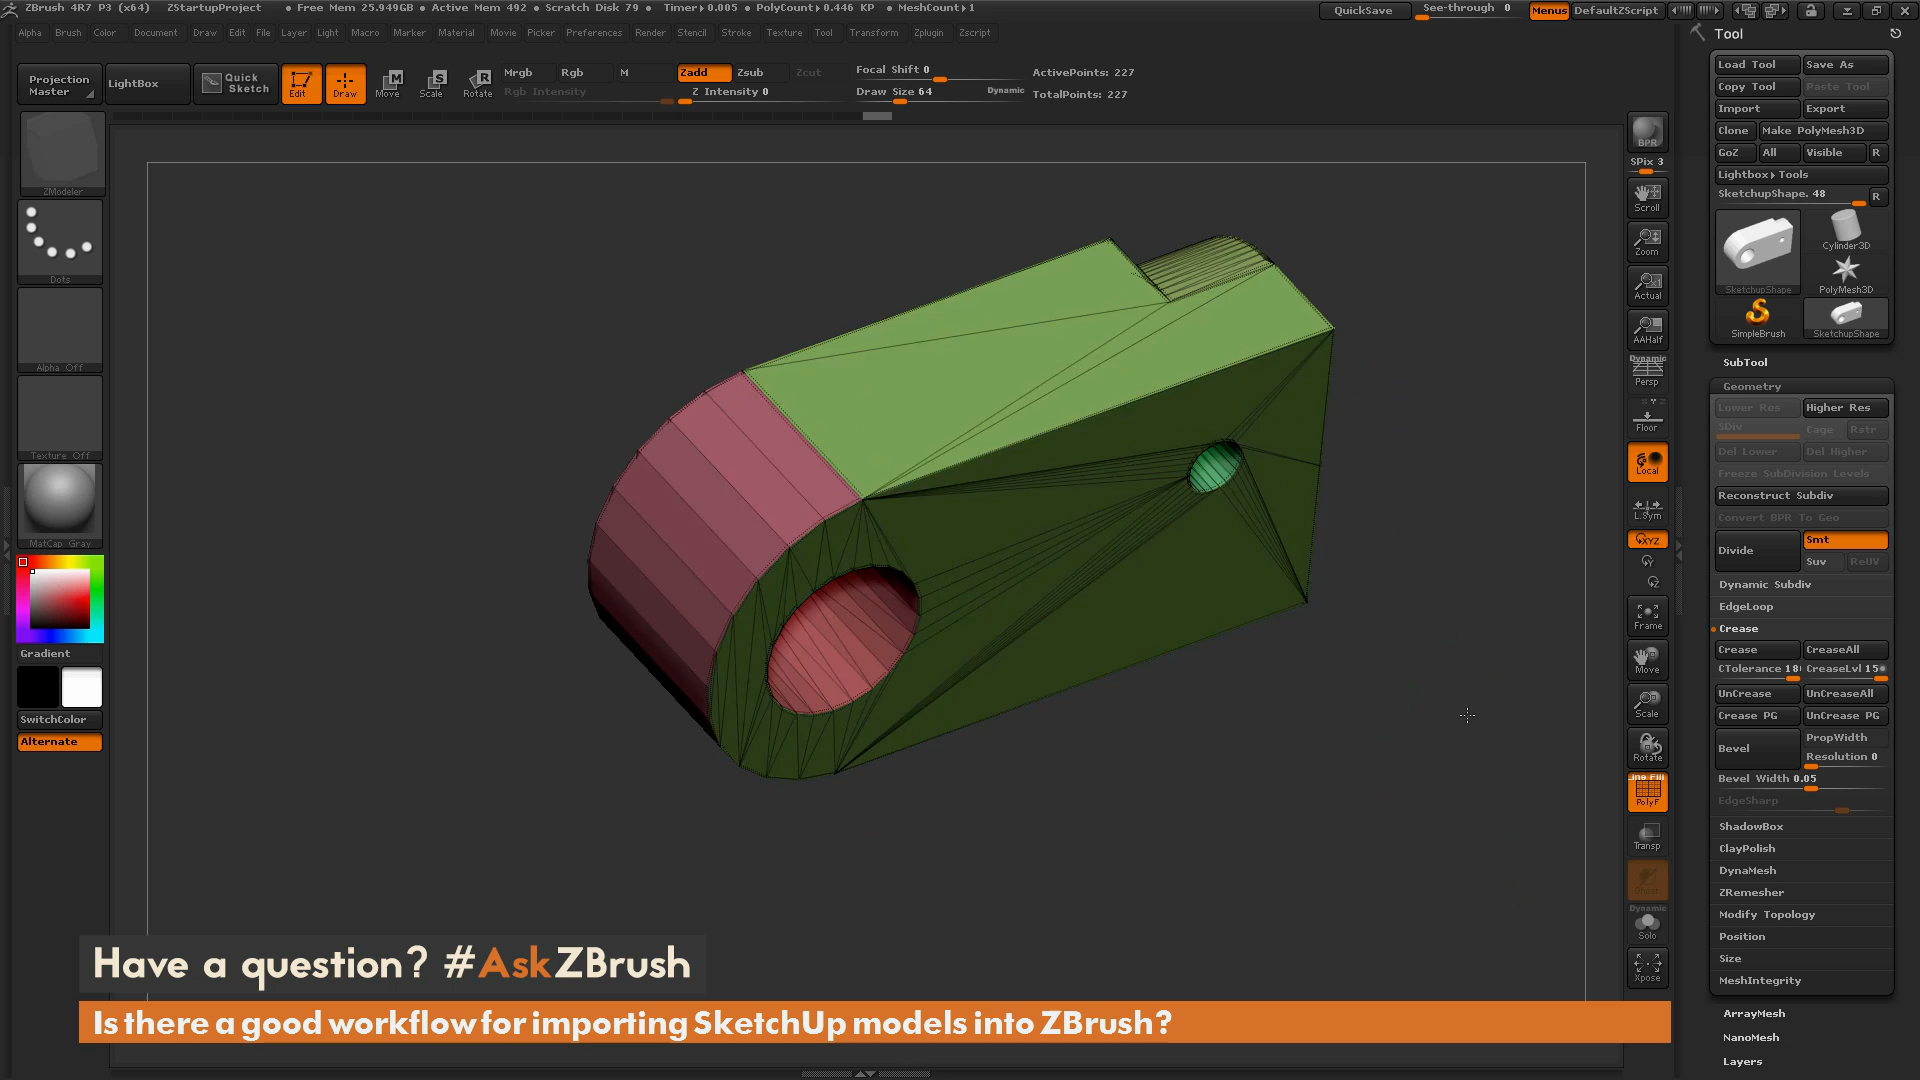 ZBrush 4R7 P3 (x64) ZStartupProject • Free Mem 25.949GB • Active Mem 492 • Scratch Disk 79 • Timer▸0.005 • PolyCount▸0.446 KP • MeshCount▸1 QuickSave See-through 0 Menus DefaultZScript
Alpha Brush Color Document Draw Edit File Layer Light Macro Marker Material Movie Picker Preferences Render Stencil Stroke Texture Tool Transform Zplugin Zscript
Projection Master
LightBox
Quick Sketch
Edit
Draw
Move
Scale
Rotate
Mrgb Rgb M Zadd Zsub Zcut
Rgb Intensity Z Intensity 0
Focal Shift 0
Draw Size 64 Dynamic
ActivePoints: 227
TotalPoints: 227
ZModeler
Dots
Alpha Off
Texture Off
MatCap Gray
Gradient
SwitchColor
Alternate
BPR
SPix 3
Scroll
Zoom
Actual
AAHalf
Dynamic
Persp
Floor
Local
L.Sym
XYZ
Y
Z
Frame
Move
Scale
Rotate
Line Fill
PolyF
Transp
Ghost
Dynamic
Solo
Xpose
Tool
Load Tool Save As
Copy Tool Paste Tool
Import Export
Clone Make PolyMesh3D
GoZ All Visible R
Lightbox▸ Tools
SketchupShape. 48 R
SketchupShape
Cylinder3D
PolyMesh3D
SimpleBrush
SketchupShape
SubTool
Geometry
Lower Res Higher Res
SDiv Cage Rstr
Del Lower Del Higher
Freeze SubDivision Levels
Reconstruct Subdiv
Convert BPR To Geo
Divide Smt
Suv ReUV
Dynamic Subdiv
EdgeLoop
Crease
Crease CreaseAll
CTolerance 18 CreaseLvl 15
UnCrease UnCreaseAll
Crease PG UnCrease PG
Bevel PropWidth
Resolution 0
Bevel Width 0.05
EdgeSharp
ShadowBox
ClayPolish
DynaMesh
ZRemesher
Modify Topology
Position
Size
MeshIntegrity
ArrayMesh
NanoMesh
Layers
Have a question? #AskZBrush
Is there a good workflow for importing SketchUp models into ZBrush?